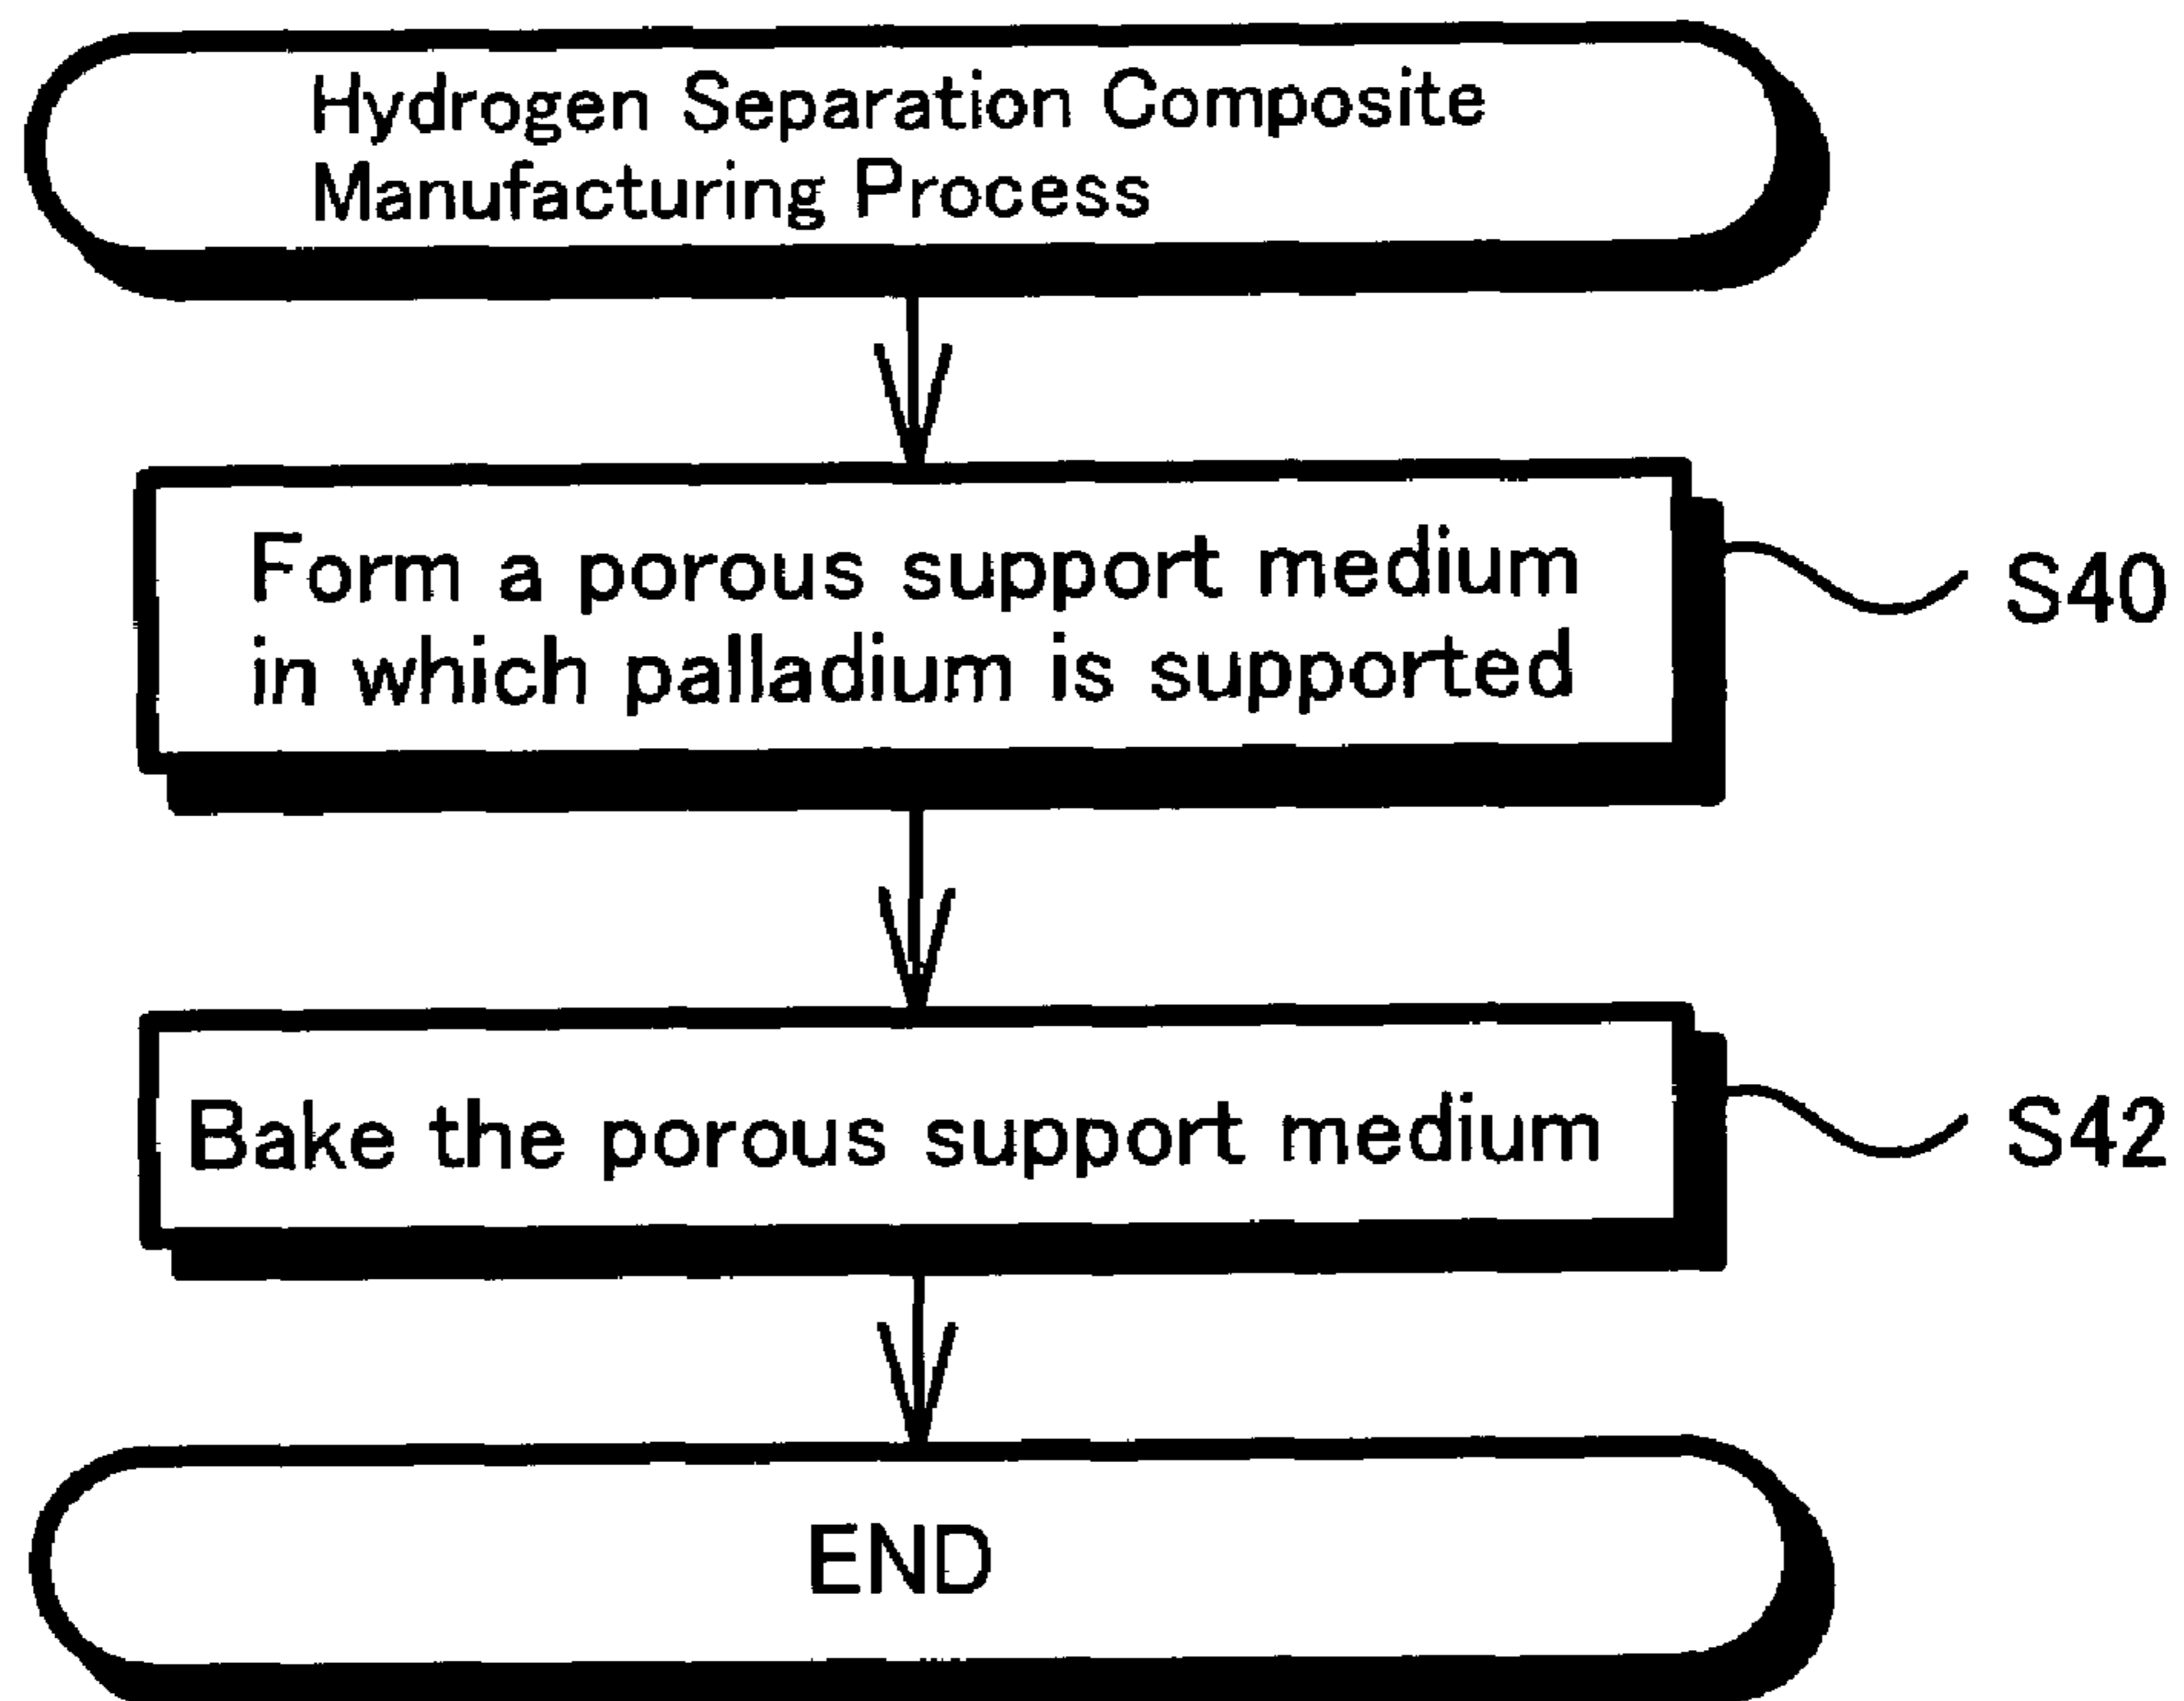 Hydrogen Separation Composite
Manufacturing Process
Form a porous support medium
in which palladium is supported
S40
Bake the porous support medium
S42
END